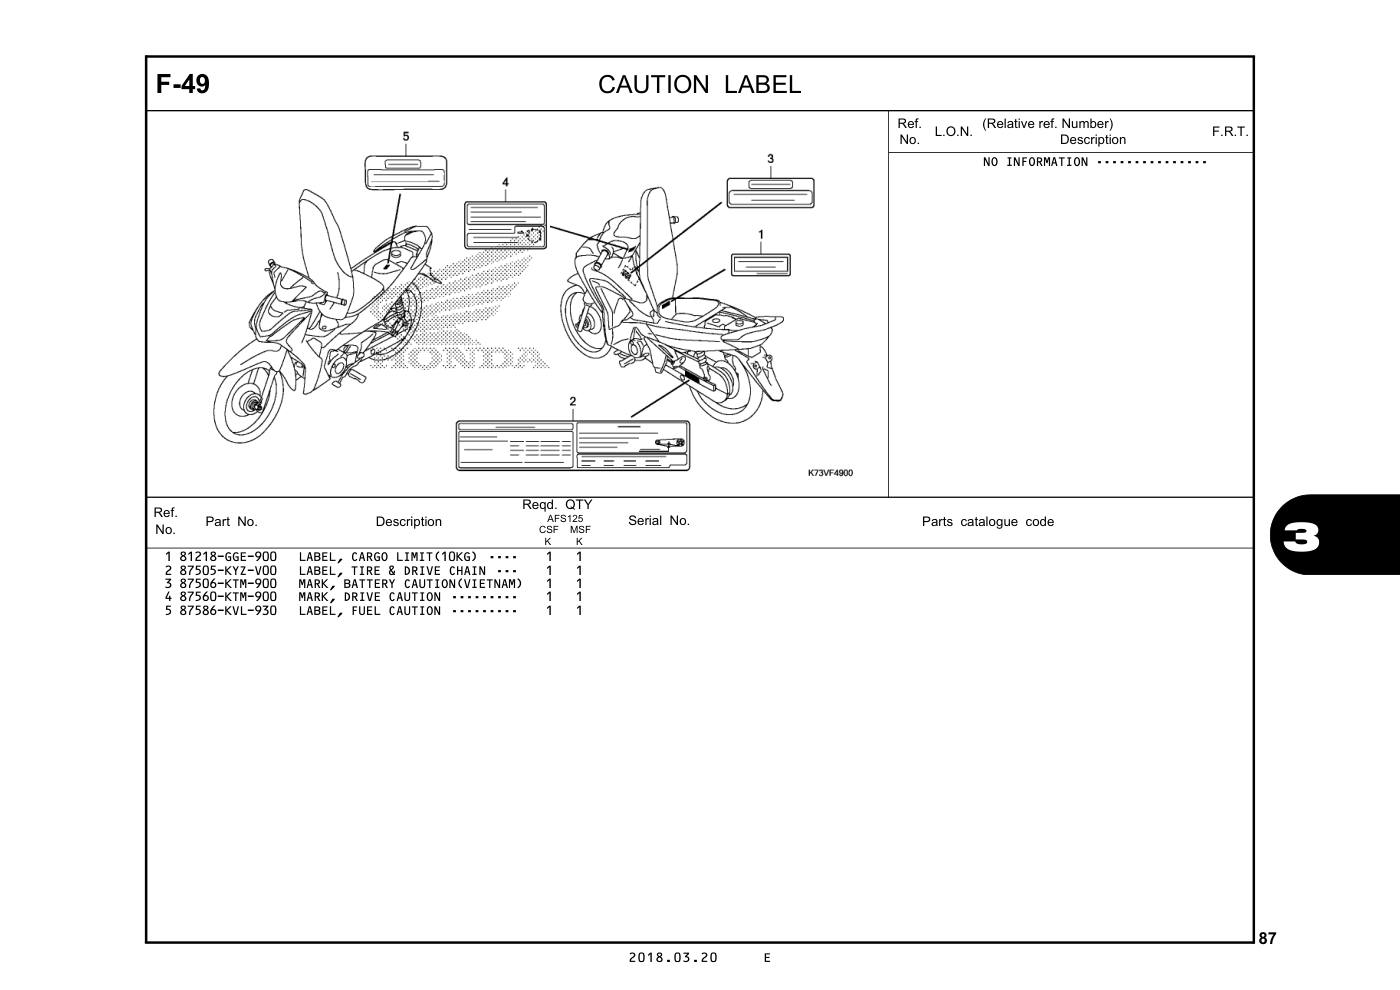 F-49
CAUTION LABEL
5
4
3
1
2
HONDA
K73VF4900
Ref. No. L.O.N. (Relative ref. Number) Description F.R.T.
NO INFORMATION ---------------
Ref. No. Part No. Description Reqd. QTY Serial No. Parts catalogue code
AFS125
CSF MSF
K K
1 81218-GGE-900 LABEL, CARGO LIMIT(10KG) ---- 1 1
2 87505-KYZ-V00 LABEL, TIRE & DRIVE CHAIN --- 1 1
3 87506-KTM-900 MARK, BATTERY CAUTION(VIETNAM) 1 1
4 87560-KTM-900 MARK, DRIVE CAUTION --------- 1 1
5 87586-KVL-930 LABEL, FUEL CAUTION --------- 1 1
3
87
2018.03.20 E